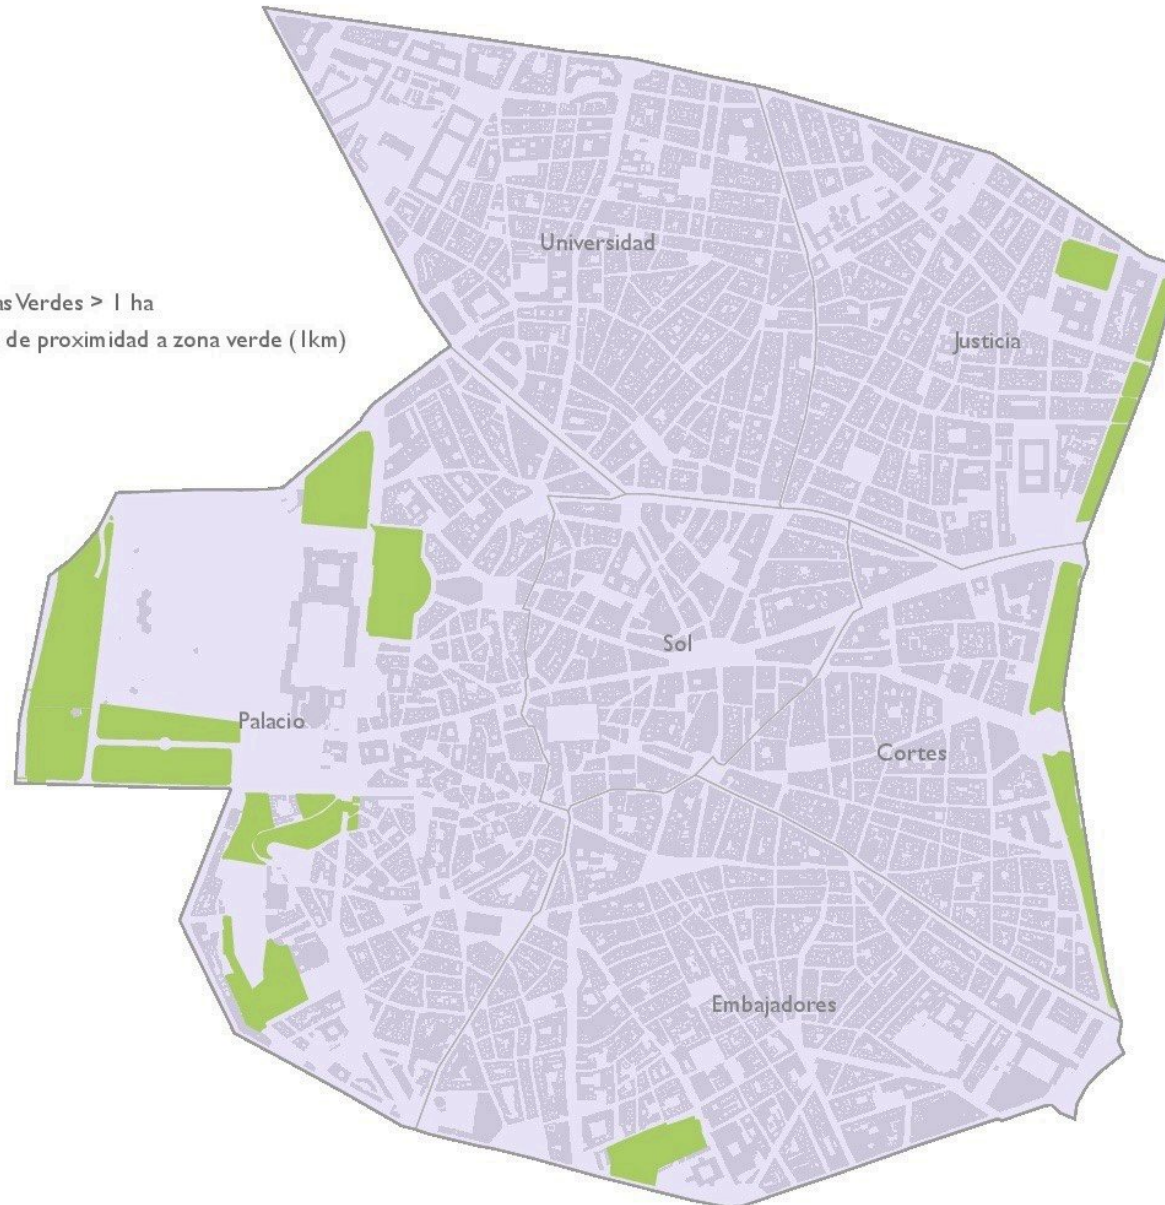 Universidad
as Verdes > 1 ha
de proximidad a zona verde (1km)
Justicia
Sol
Palacio
Cortes
Embajadores